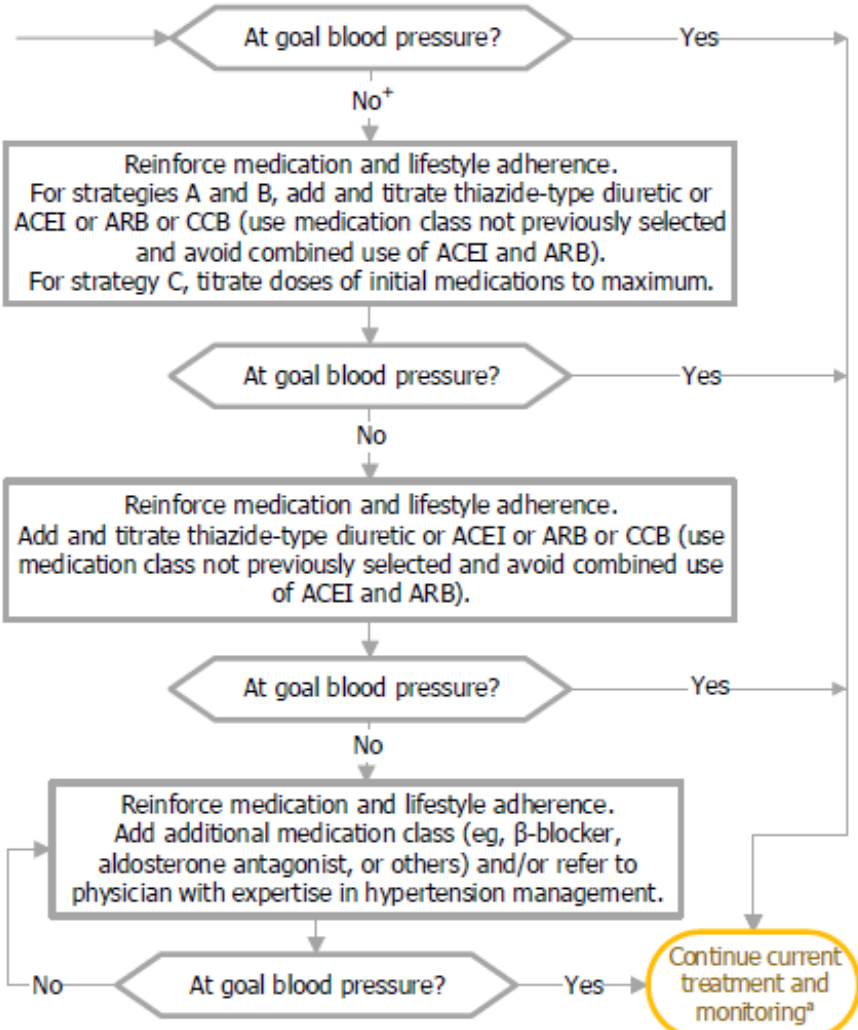 At goal blood pressure?
Yes
No+
Reinforce medication and lifestyle adherence.
For strategies A and B, add and titrate thiazide-type diuretic or
ACEI or ARB or CCB (use medication class not previously selected
and avoid combined use of ACEI and ARB).
For strategy C, titrate doses of initial medications to maximum.
At goal blood pressure?
Yes
No
Reinforce medication and lifestyle adherence.
Add and titrate thiazide-type diuretic or ACEI or ARB or CCB (use
medication class not previously selected and avoid combined use
of ACEI and ARB).
At goal blood pressure?
Yes
No
Reinforce medication and lifestyle adherence.
Add additional medication class (eg, β-blocker,
aldosterone antagonist, or others) and/or refer to
physician with expertise in hypertension management.
No
At goal blood pressure?
Yes
Continue current
treatment and
monitoringª